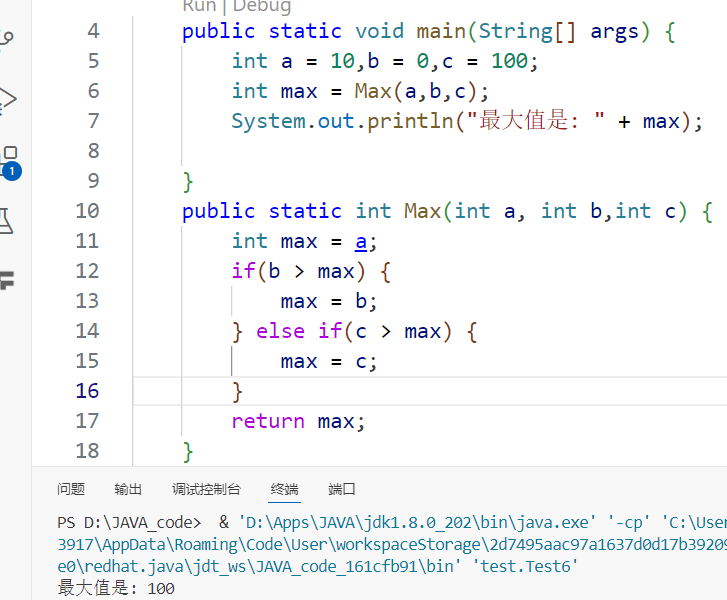 Run | Debug
4 public static void main(String[] args) {
5 int a = 10,b = 0,c = 100;
6 int max = Max(a,b,c);
7 System.out.println("最大值是: " + max);
8
9 }
10 public static int Max(int a, int b,int c) {
11 int max = a;
12 if(b > max) {
13 max = b;
14 } else if(c > max) {
15 max = c;
16 }
17 return max;
18 }
1
问题 输出 调试控制台 终端 端口
PS D:\JAVA_code> & 'D:\Apps\JAVA\jdk1.8.0_202\bin\java.exe' '-cp' 'C:\User
3917\AppData\Roaming\Code\User\workspaceStorage\2d7495aac97a1637d0d17b39209
e0\redhat.java\jdt_ws\JAVA_code_161cfb91\bin' 'test.Test6'
最大值是: 100